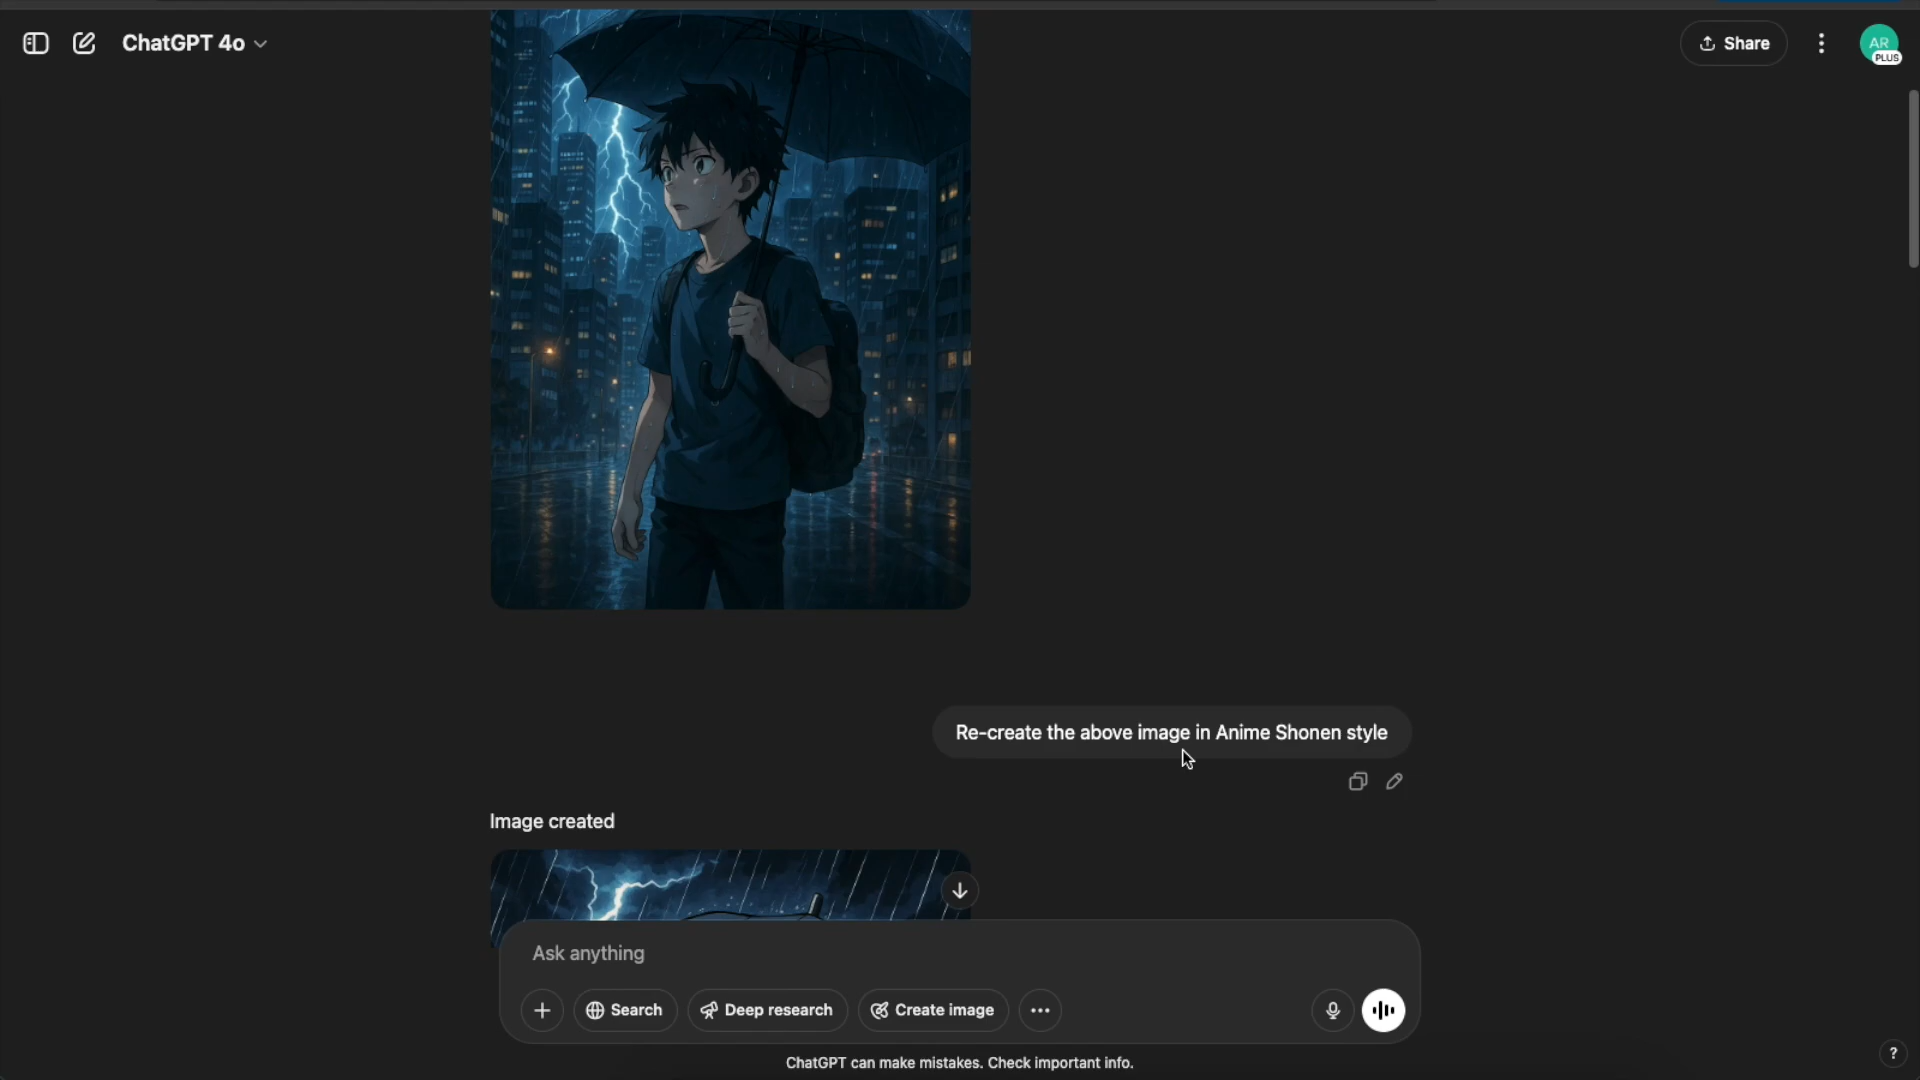 ChatGPT 4o
Share
AR
PLUS
Re-create the above image in Anime Shonen style
Image created
Ask anything
Search
Deep research
Create image
ChatGPT can make mistakes. Check important info.
?